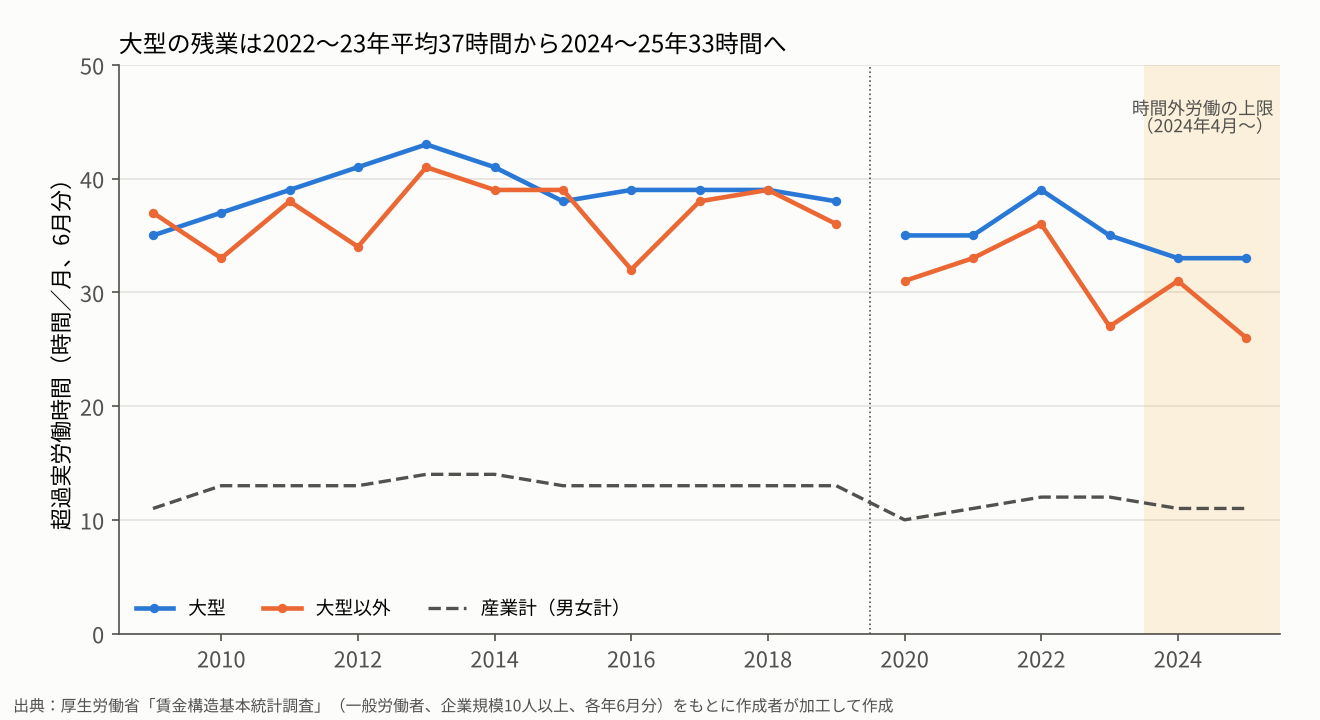 大型の残業は2022〜23年平均37時間から2024〜25年33時間へ
超過実労働時間（時間／月、6月分）
50
40
30
20
10
0
時間外労働の上限
（2024年4月〜）
大型
大型以外
産業計（男女計）
2010
2012
2014
2016
2018
2020
2022
2024
出典：厚生労働省「賃金構造基本統計調査」（一般労働者、企業規模10人以上、各年6月分）をもとに作成者が加工して作成